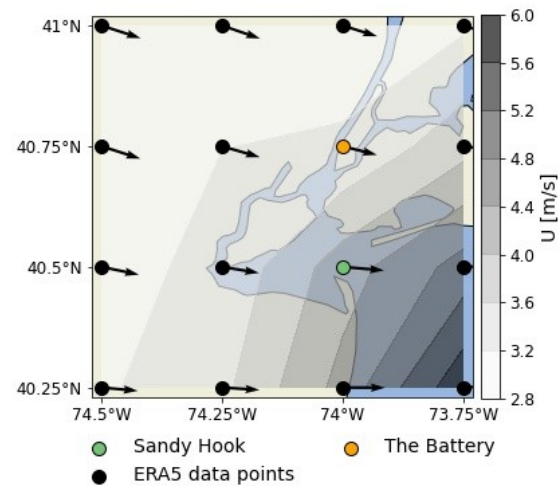 41°N
40.75°N
40.5°N
40.25°N
74.5°W 74.25°W 74°W 73.75°W
6.0
5.6
5.2
4.8
4.4
4.0
3.6
3.2
2.8
U [m/s]
Sandy Hook
The Battery
ERA5 data points